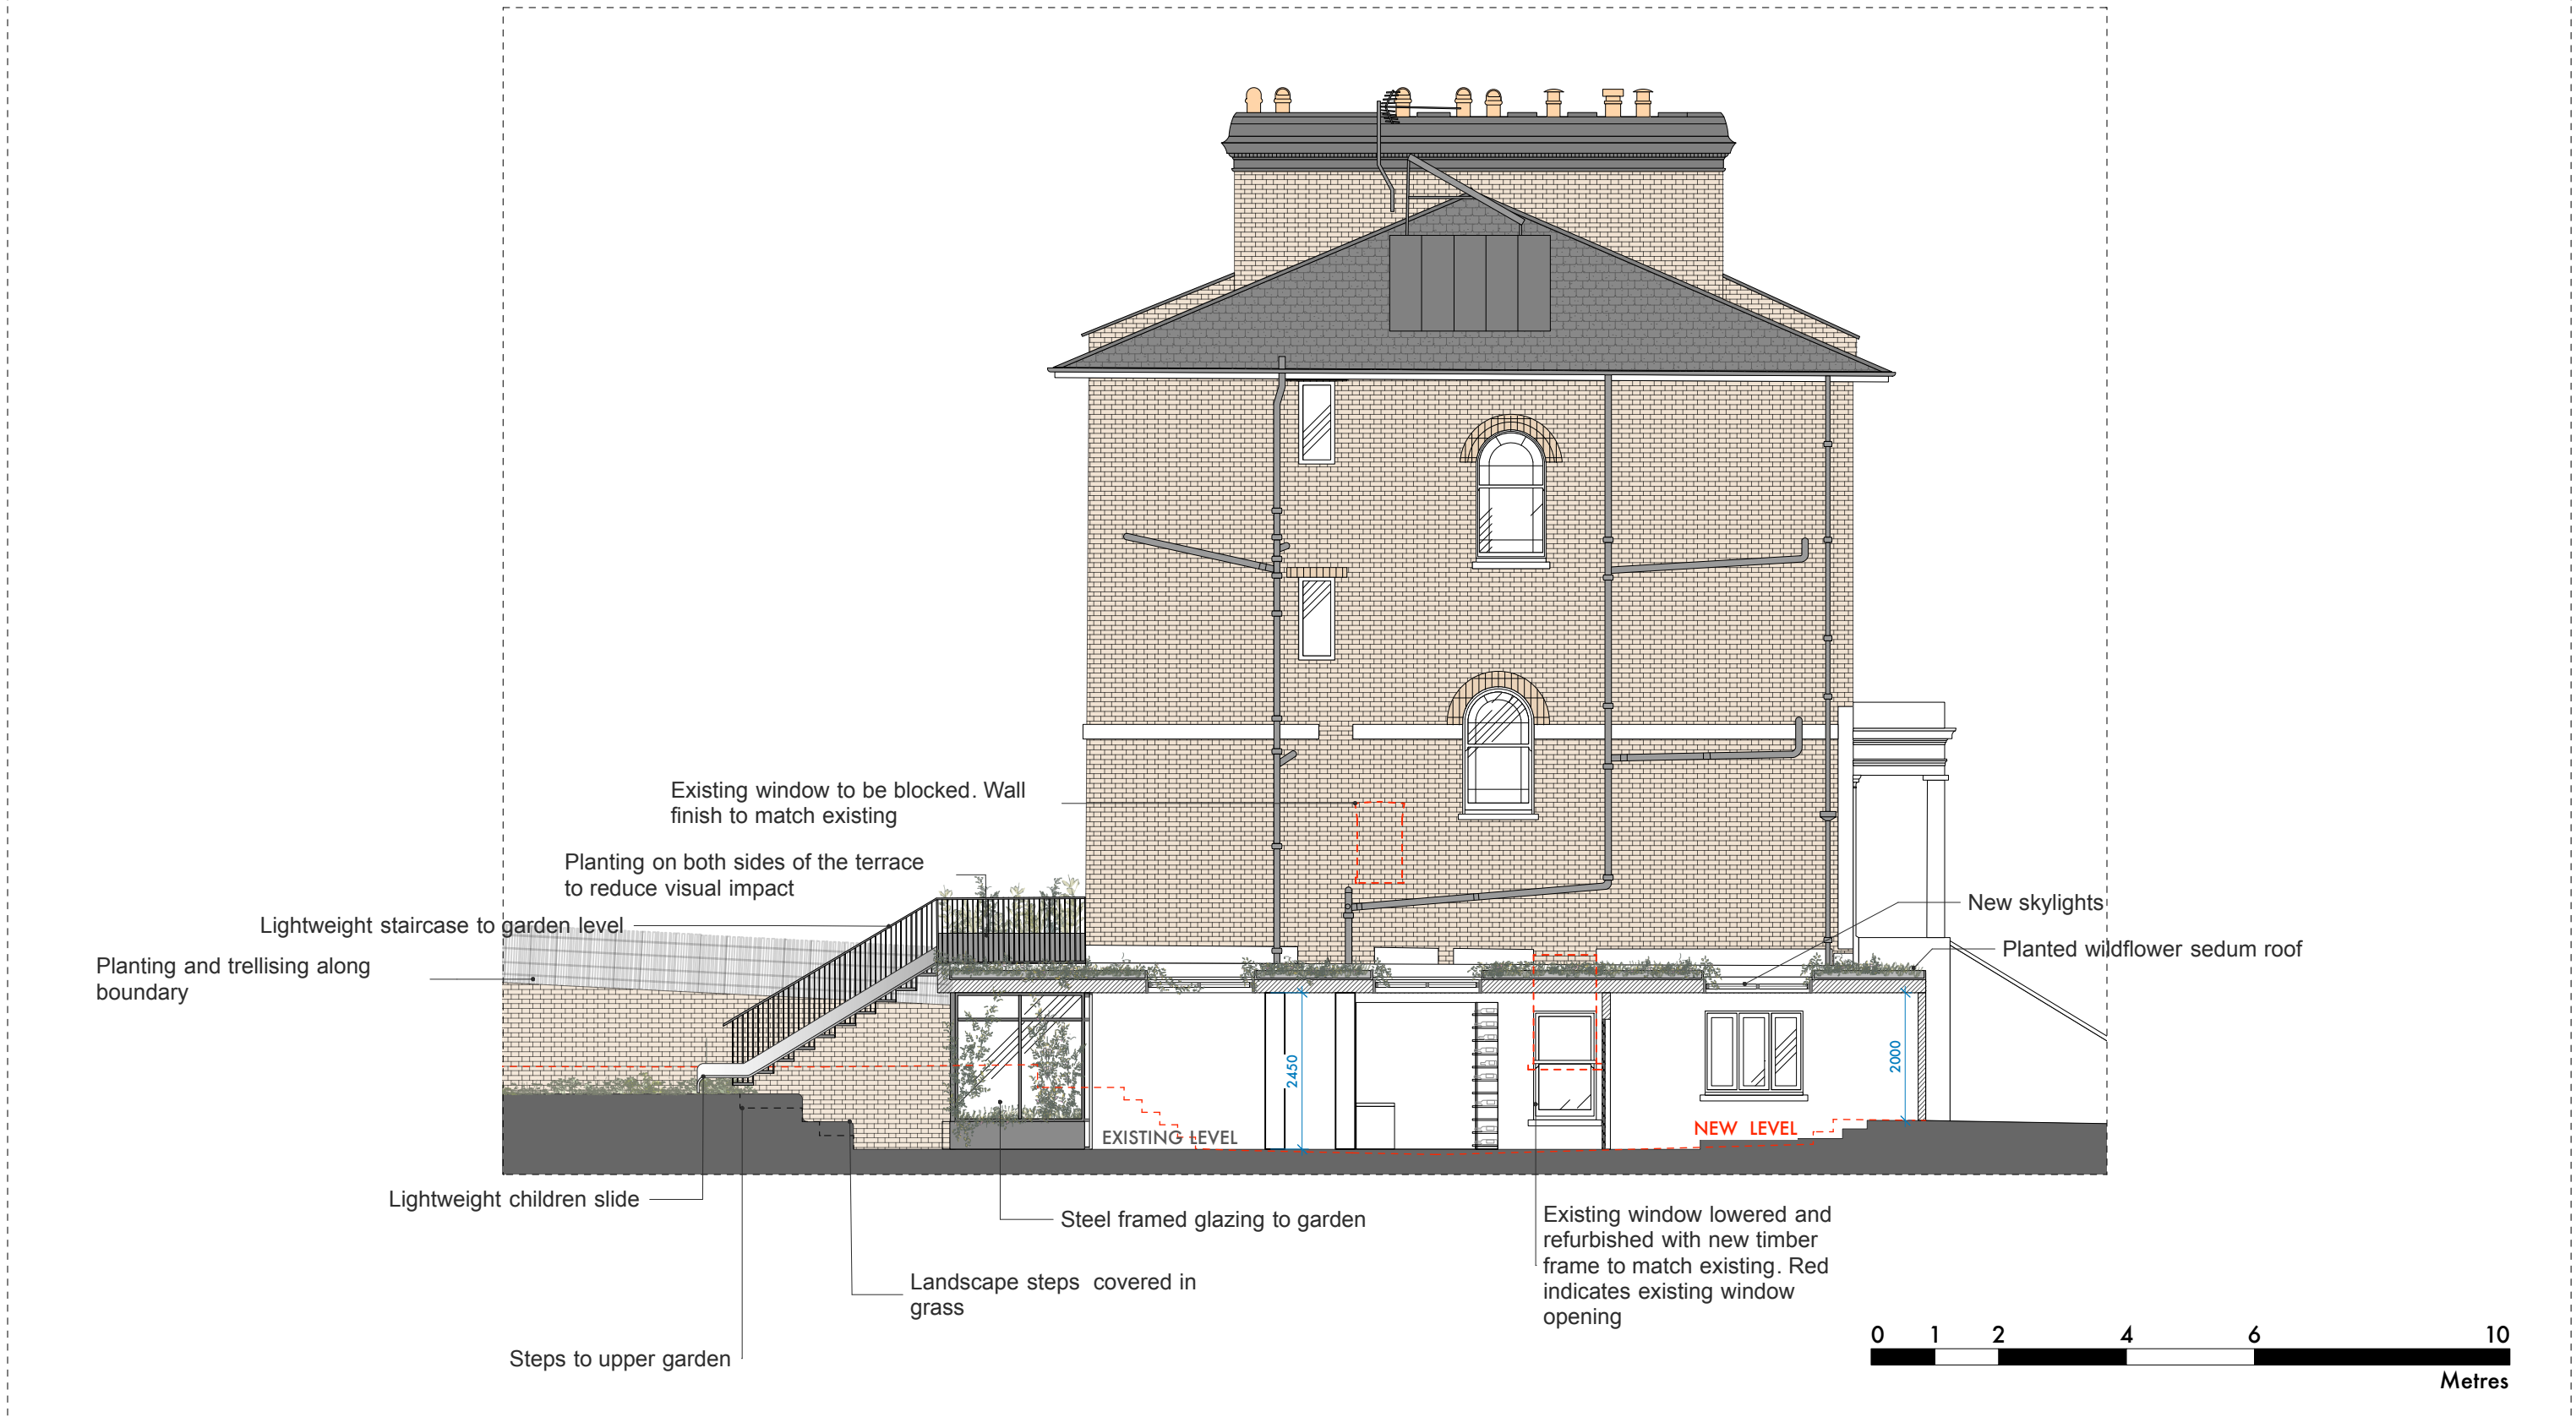 Existing window to be blocked. Wall
finish to match existing
Planting on both sides of the terrace
to reduce visual impact
Lightweight staircase to garden level
Planting and trellising along
boundary
New skylights
Planted wildflower sedum roof
2450
2000
EXISTING LEVEL
NEW LEVEL
Lightweight children slide
Steel framed glazing to garden
Existing window lowered and
refurbished with new timber
frame to match existing. Red
indicates existing window
opening
Landscape steps covered in
grass
Steps to upper garden
0 1 2 4 6 10
Metres